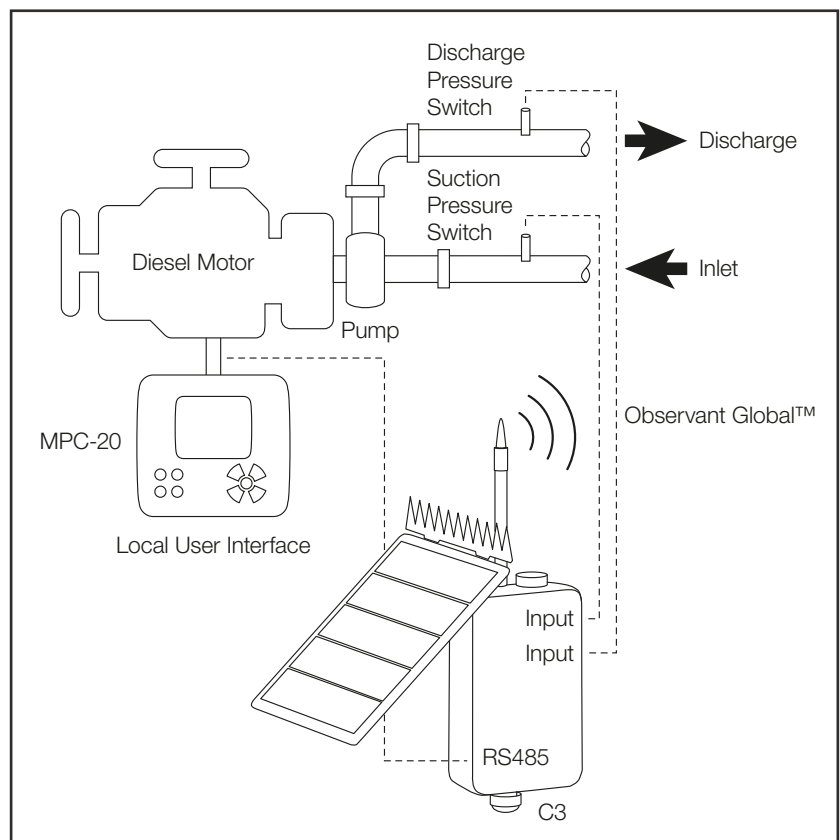 Discharge
Pressure
Switch
Discharge
Suction
Pressure
Switch
Diesel Motor
Inlet
Pump
Observant Global™
MPC-20
Local User Interface
Input
Input
RS485
C3